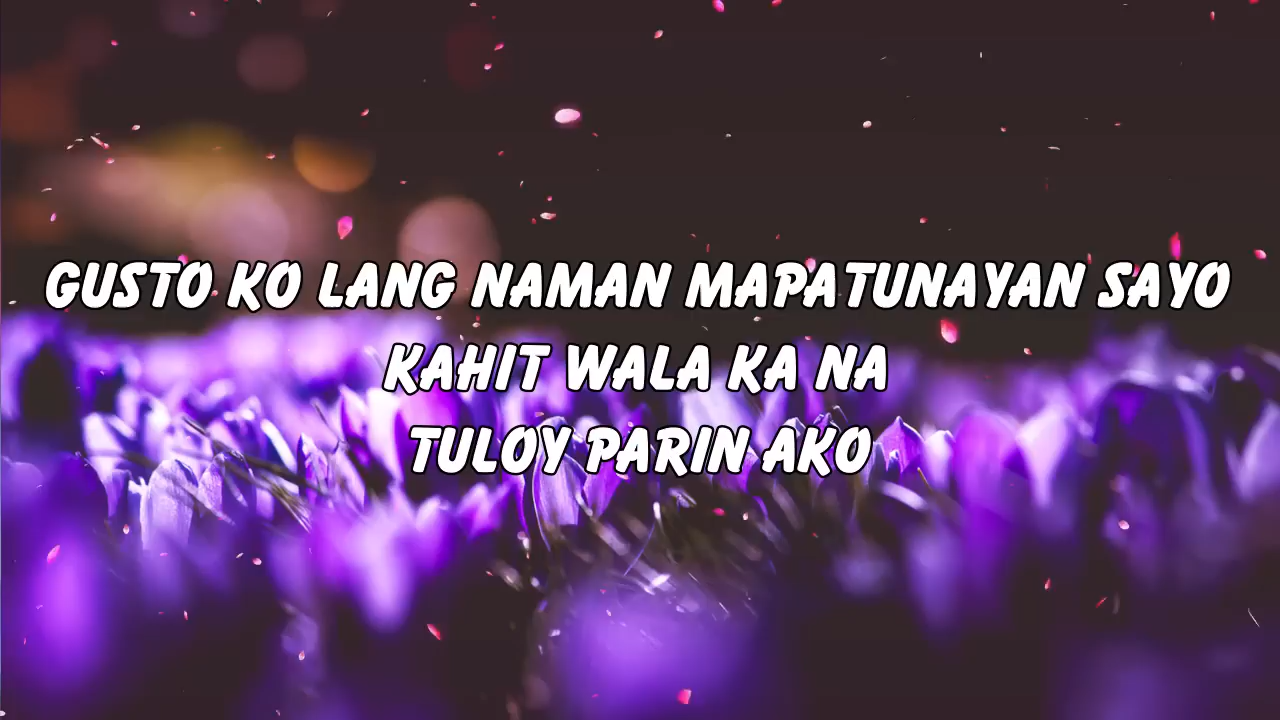 GUSTO KO LANG NAMAN MAPATUNAYAN SAYO
KAHIT WALA KA NA
TULOY PARIN AKO